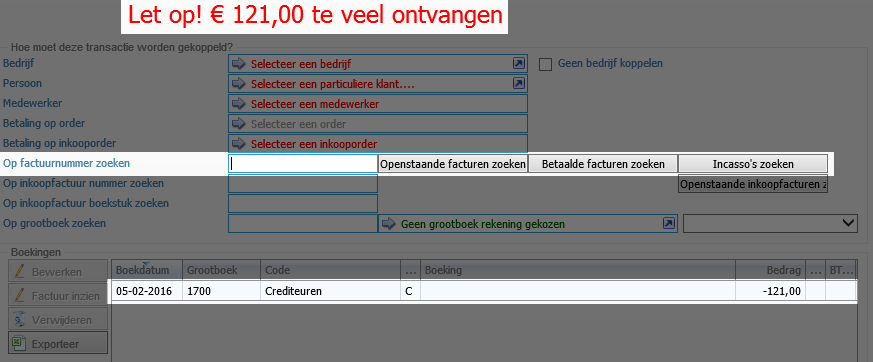 Let op! € 121,00 te veel ontvangen
Hoe moet deze transactie worden gekoppeld?
Bedrijf Selecteer een bedrijf Geen bedrijf koppelen
Persoon Selecteer een particuliere klant....
Medewerker Selecteer een medewerker
Betaling op order Selecteer een order
Betaling op inkooporder Selecteer een inkooporder
Op factuurnummer zoeken Openstaande facturen zoeken Betaalde facturen zoeken Incasso's zoeken
Op inkoopfactuur nummer zoeken Openstaande inkoopfacturen z
Op inkoopfactuur boekstuk zoeken
Op grootboek zoeken Geen grootboek rekening gekozen
Boekingen
Bewerken Boekdatum Grootboek Code ... Boeking Bedrag ... BT...
Factuur inzien 05-02-2016 1700 Crediteuren C -121,00
Verwijderen
Exporteer